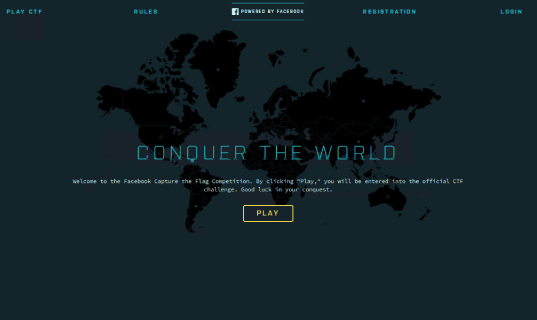 PLAY CTF
RULES
POWERED BY FACEBOOK
REGISTRATION
LOGIN
CONQUER THE WORLD
Welcome to the Facebook Capture the Flag Competition. By clicking "Play," you will be entered into the official CTF
challenge. Good luck in your conquest.
PLAY